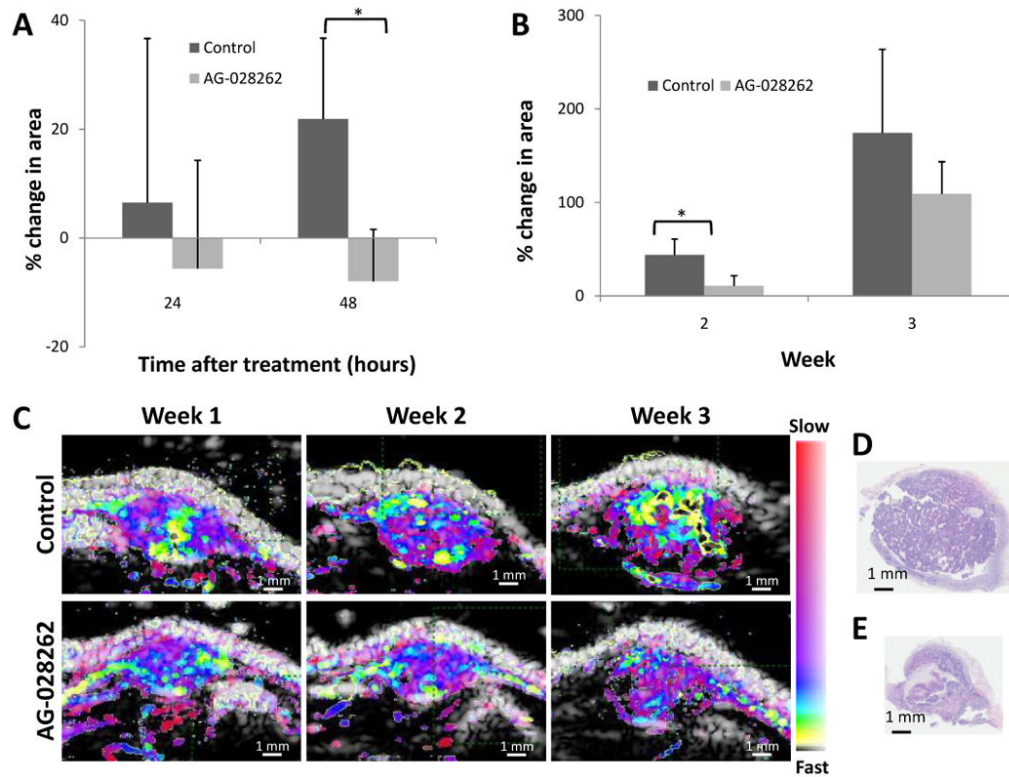 A
40
20
0
-20
% change in area
Control
AG-028262
*
24
48
Time after treatment (hours)
B
300
200
100
0
% change in area
Control
AG-028262
*
2
3
Week
C
Week 1
Week 2
Week 3
Control
1 mm
1 mm
1 mm
AG-028262
1 mm
1 mm
1 mm
Slow
Fast
D
1 mm
E
1 mm